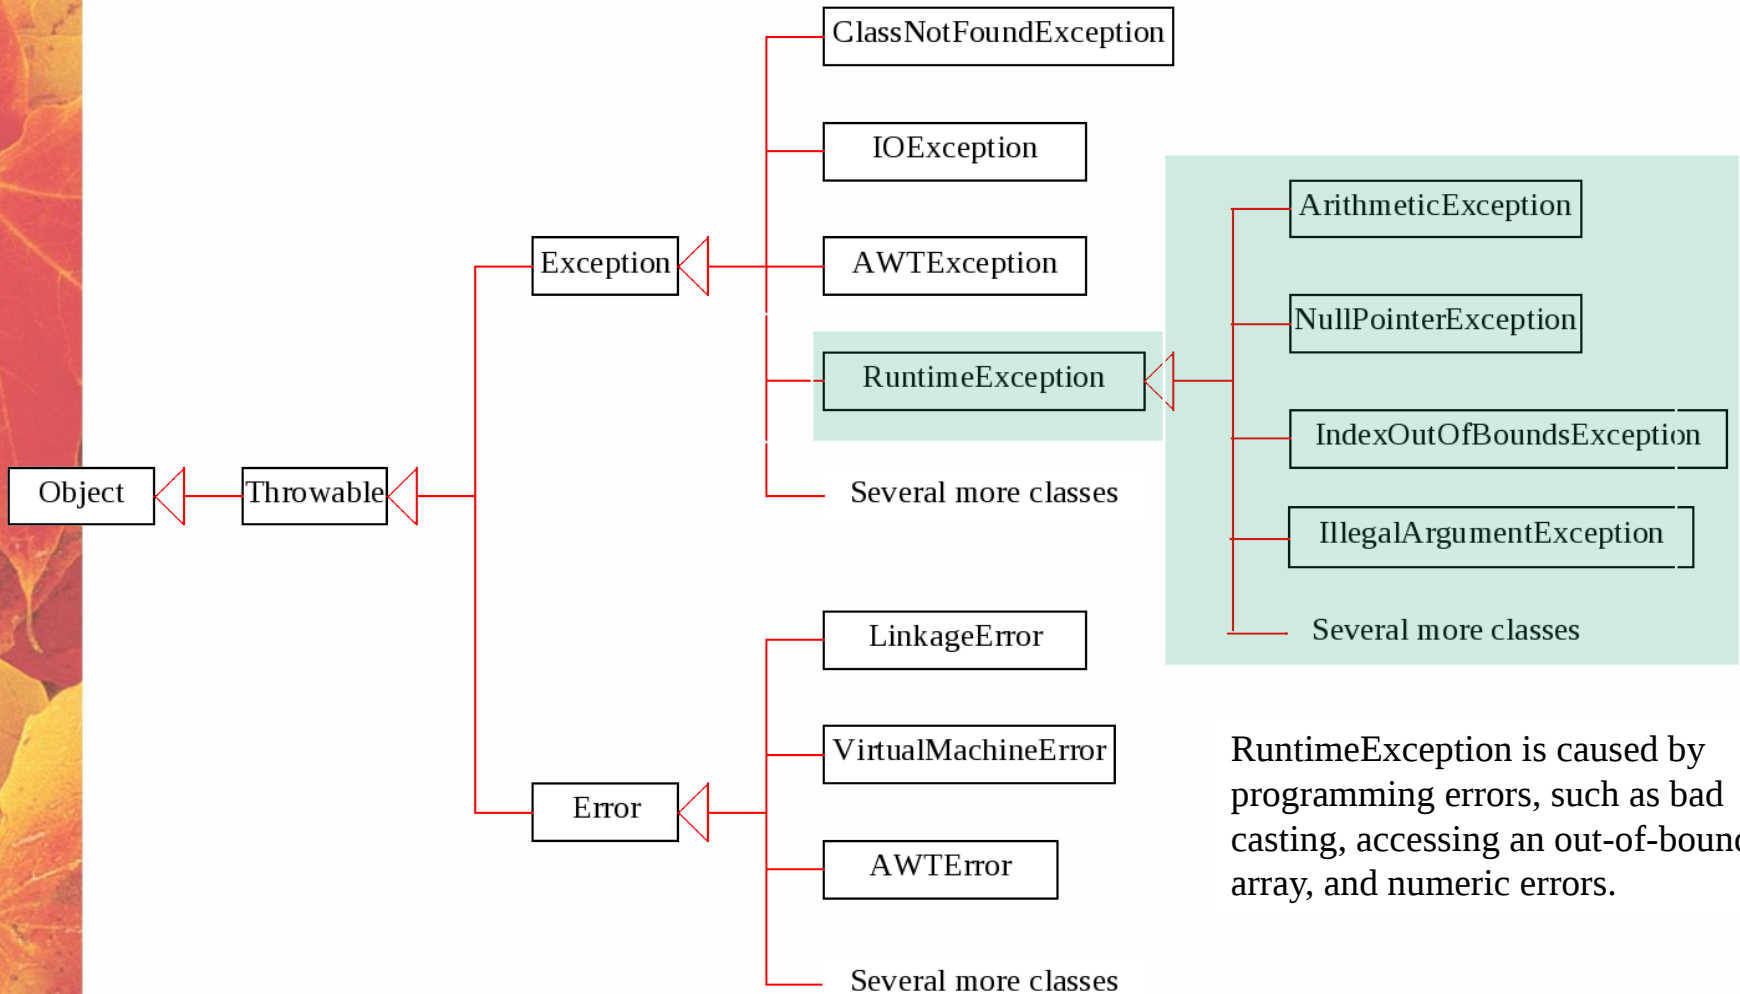 ClassNotFoundException
IOException
ArithmeticException
Exception
AWTException
NullPointerException
RuntimeException
IndexOutOfBoundsException
Object
Throwable
Several more classes
IllegalArgumentException
LinkageError
Several more classes
VirtualMachineError
Error
AWTError
Several more classes
RuntimeException is caused by
programming errors, such as bad
casting, accessing an out-of-bound
array, and numeric errors.